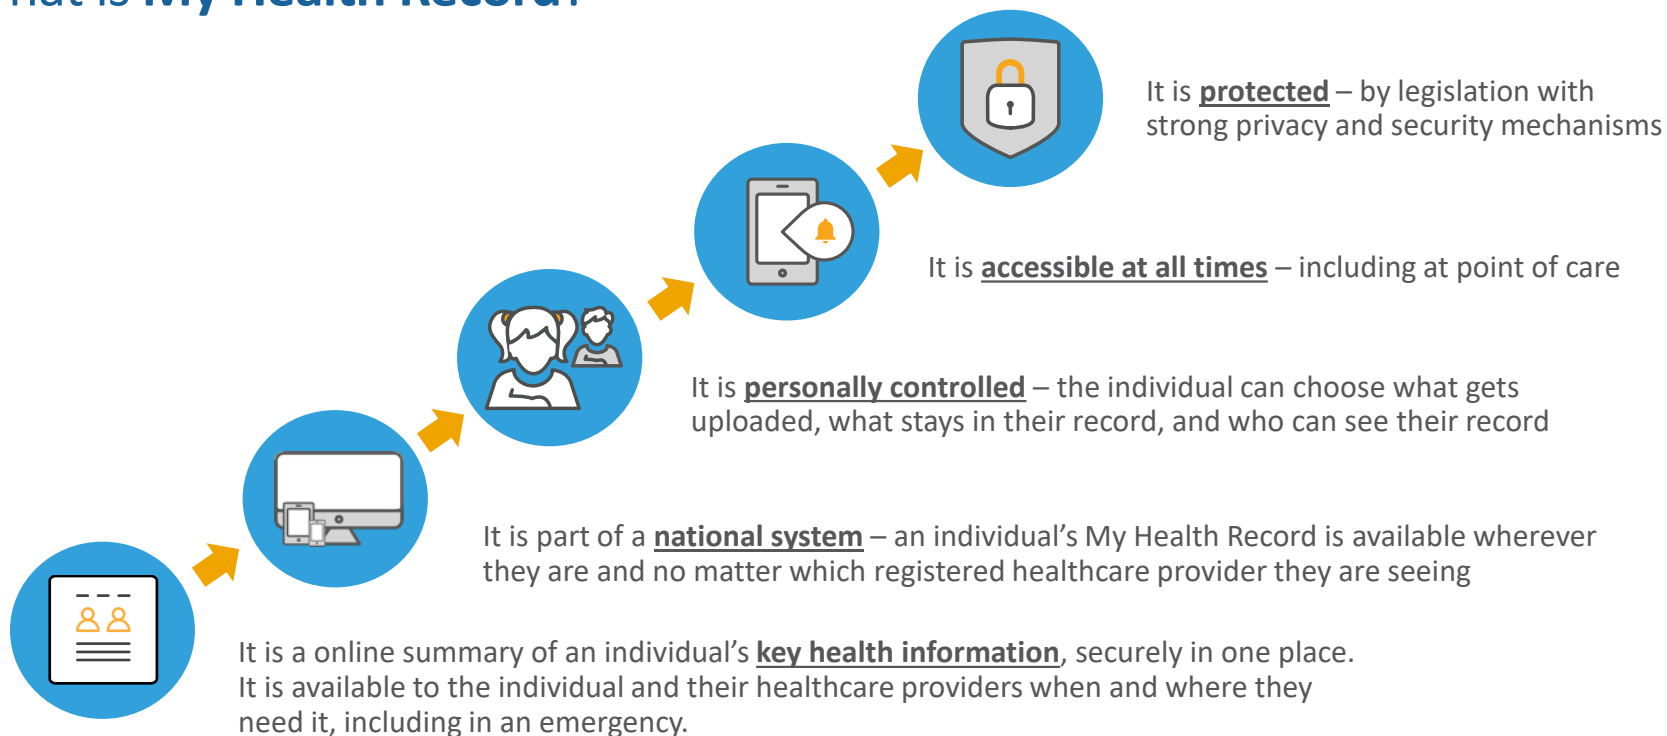 hat is My Health Record?
It is protected – by legislation with
strong privacy and security mechanisms
It is accessible at all times – including at point of care
It is personally controlled – the individual can choose what gets
uploaded, what stays in their record, and who can see their record
It is part of a national system – an individual’s My Health Record is available wherever
they are and no matter which registered healthcare provider they are seeing
It is a online summary of an individual’s key health information, securely in one place.
It is available to the individual and their healthcare providers when and where they
need it, including in an emergency.